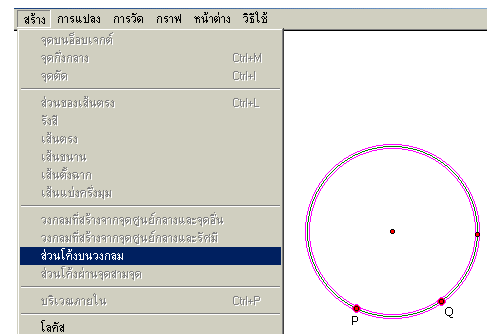 สร้าง การแปลง การวัด กราฟ หน้าต่าง วิธีใช้
จุดบนอ็อบเจกต์
จุดกึ่งกลาง Ctrl+M
จุดตัด Ctrl+I
ส่วนของเส้นตรง Ctrl+L
รังสี
เส้นตรง
เส้นขนาน
เส้นตั้งฉาก
เส้นแบ่งครึ่งมุม
วงกลมที่สร้างจากจุดศูนย์กลางและจุดอื่น
วงกลมที่สร้างจากจุดศูนย์กลางและรัศมี
ส่วนโค้งบนวงกลม
ส่วนโค้งผ่านจุดสามจุด
บริเวณภายใน Ctrl+P
โลคัส
P
Q